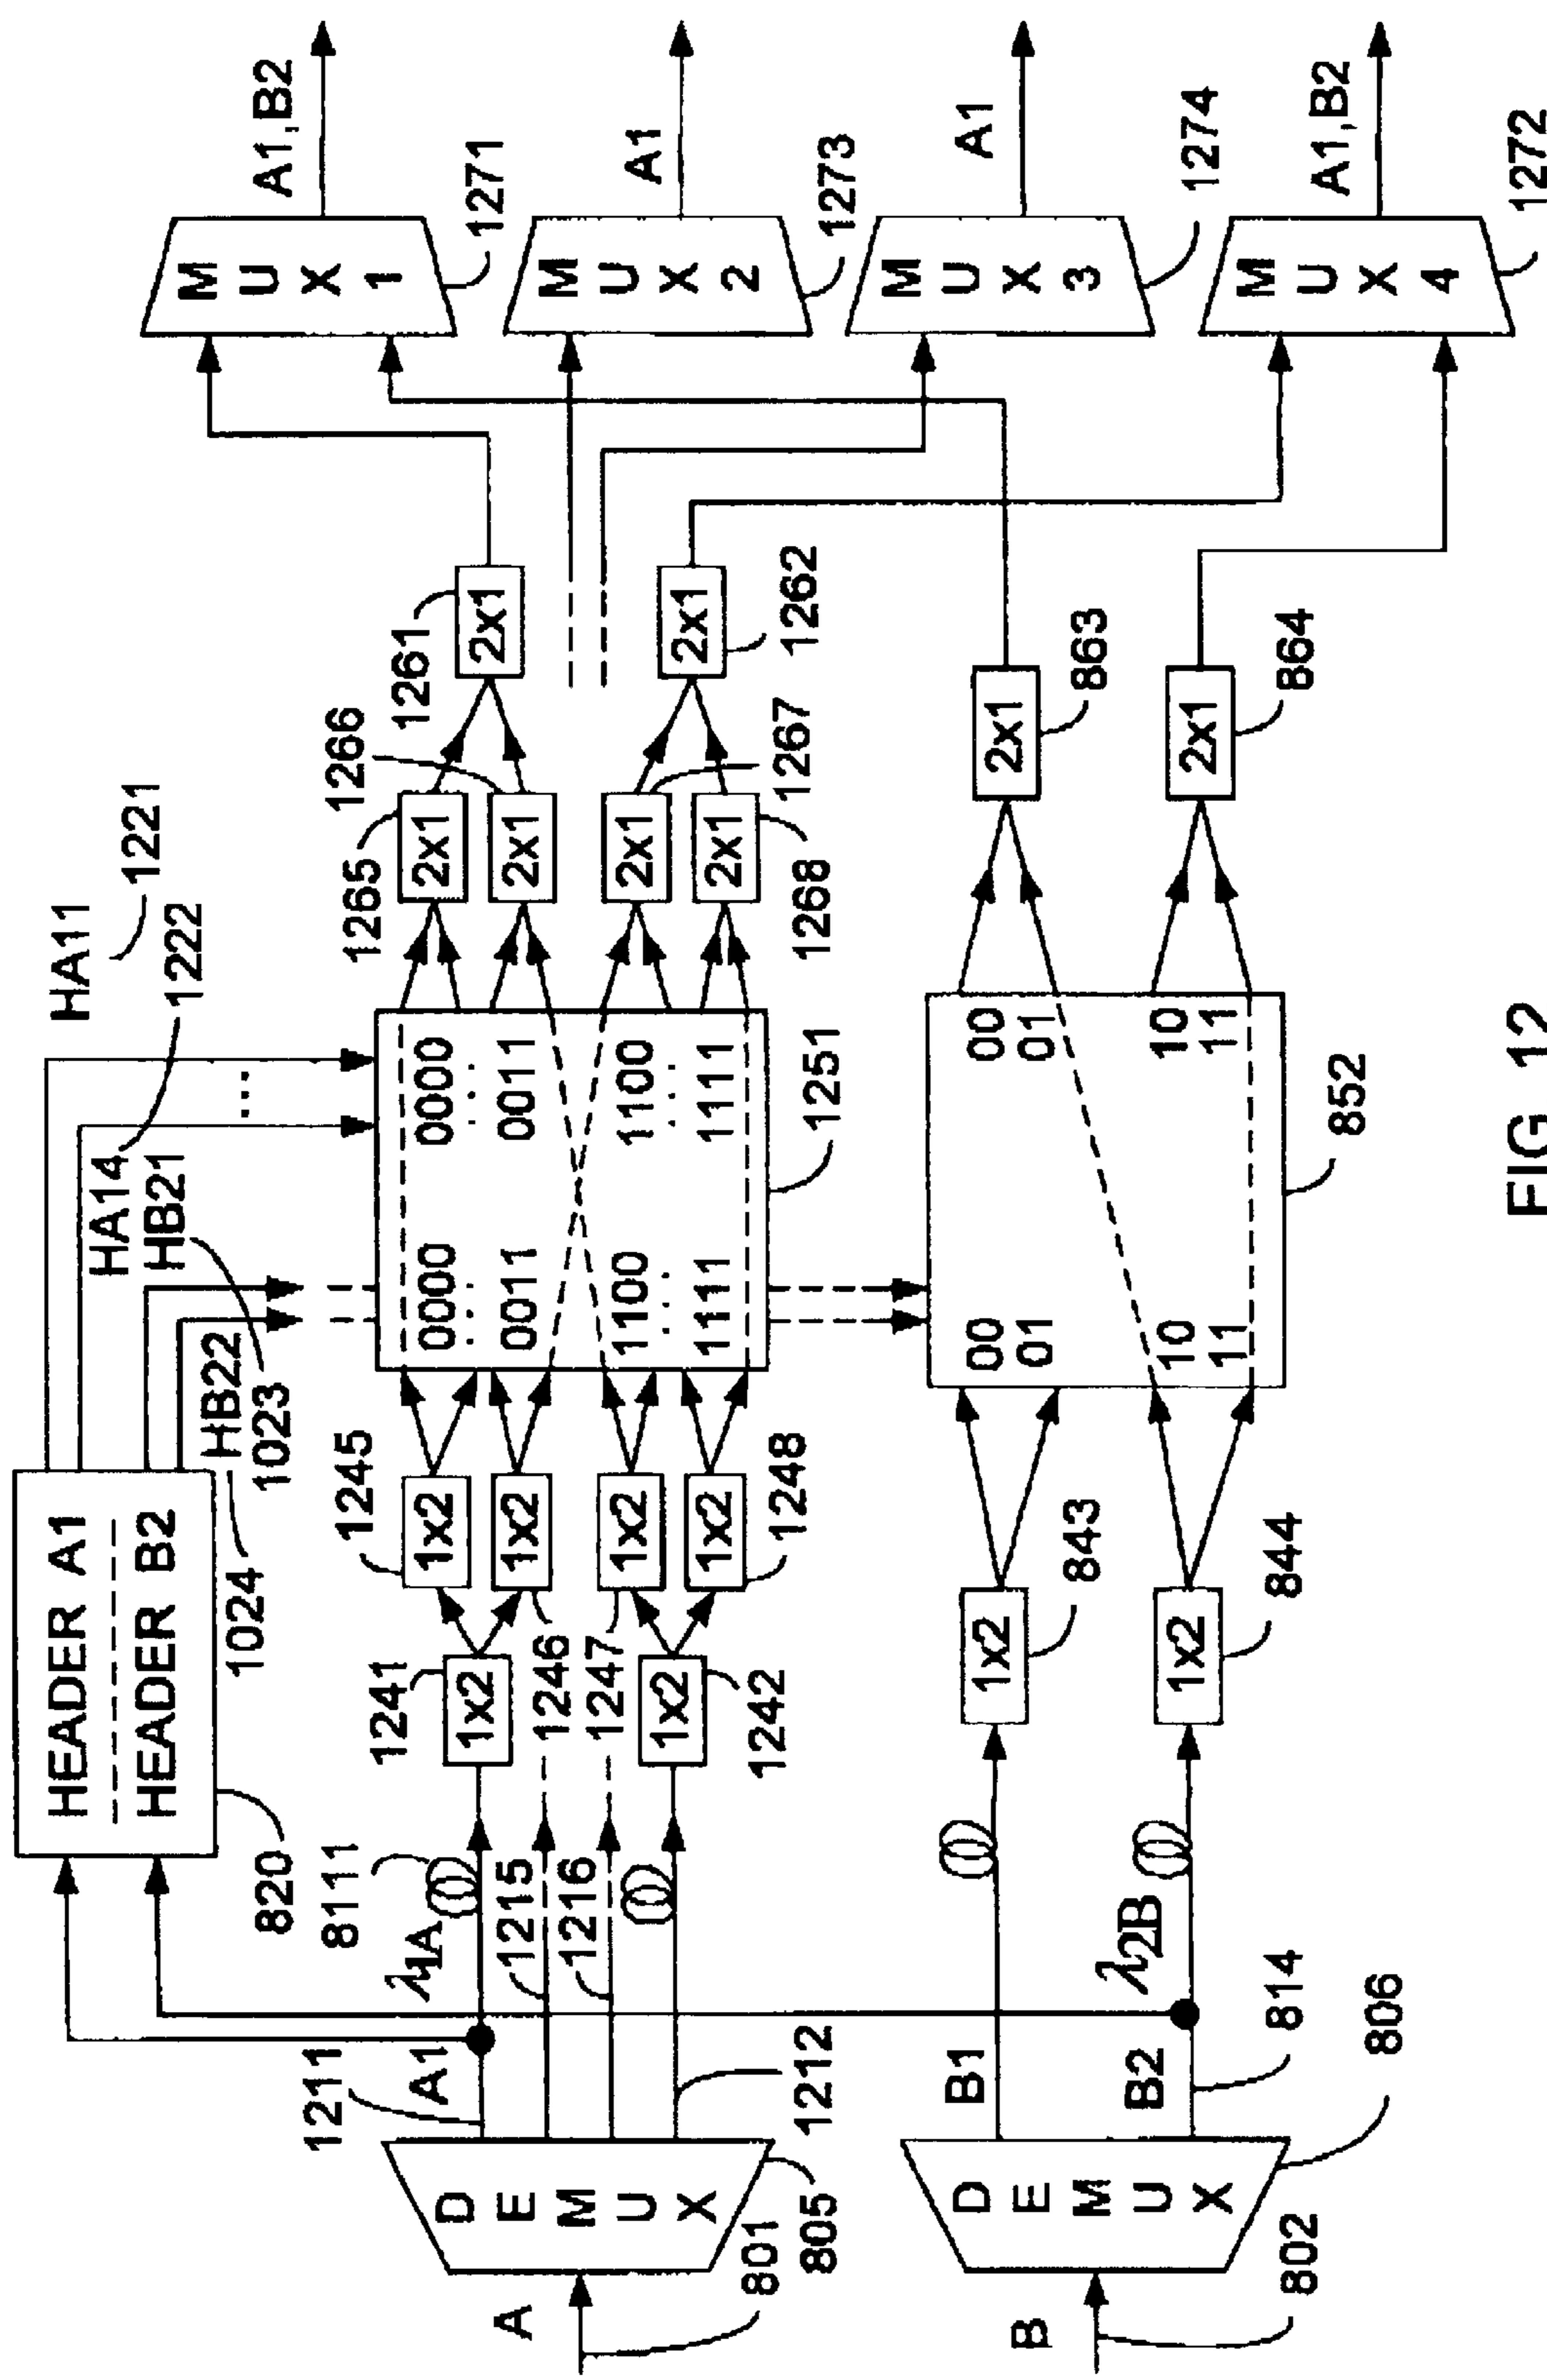 HEADER A1
HEADER B2
820
1024
HB22
1023
HA14
HB21
1222
HA11
1221
A
801
DEMUX
805
1211
A1
λ1A
8111
1215
1216
1212
1241
1x2
1246
1247
1x2
1242
1245
1x2
1x2
1x2
1x2
1248
0000
0011
1100
1111
0000
0011
1100
1111
1251
1265
2x1
1266
2x1
2x1
1267
2x1
1268
1261
2x1
2x1
1262
MUX 1
1271
A1,B2
MUX 2
1273
A1
MUX 3
1274
A1
MUX 4
1272
A1,B2
B
802
DEMUX
806
B1
B2
814
λ2B
1x2
843
1x2
844
00
01
10
11
00
01
10
11
852
2x1
863
2x1
864
FIG 12